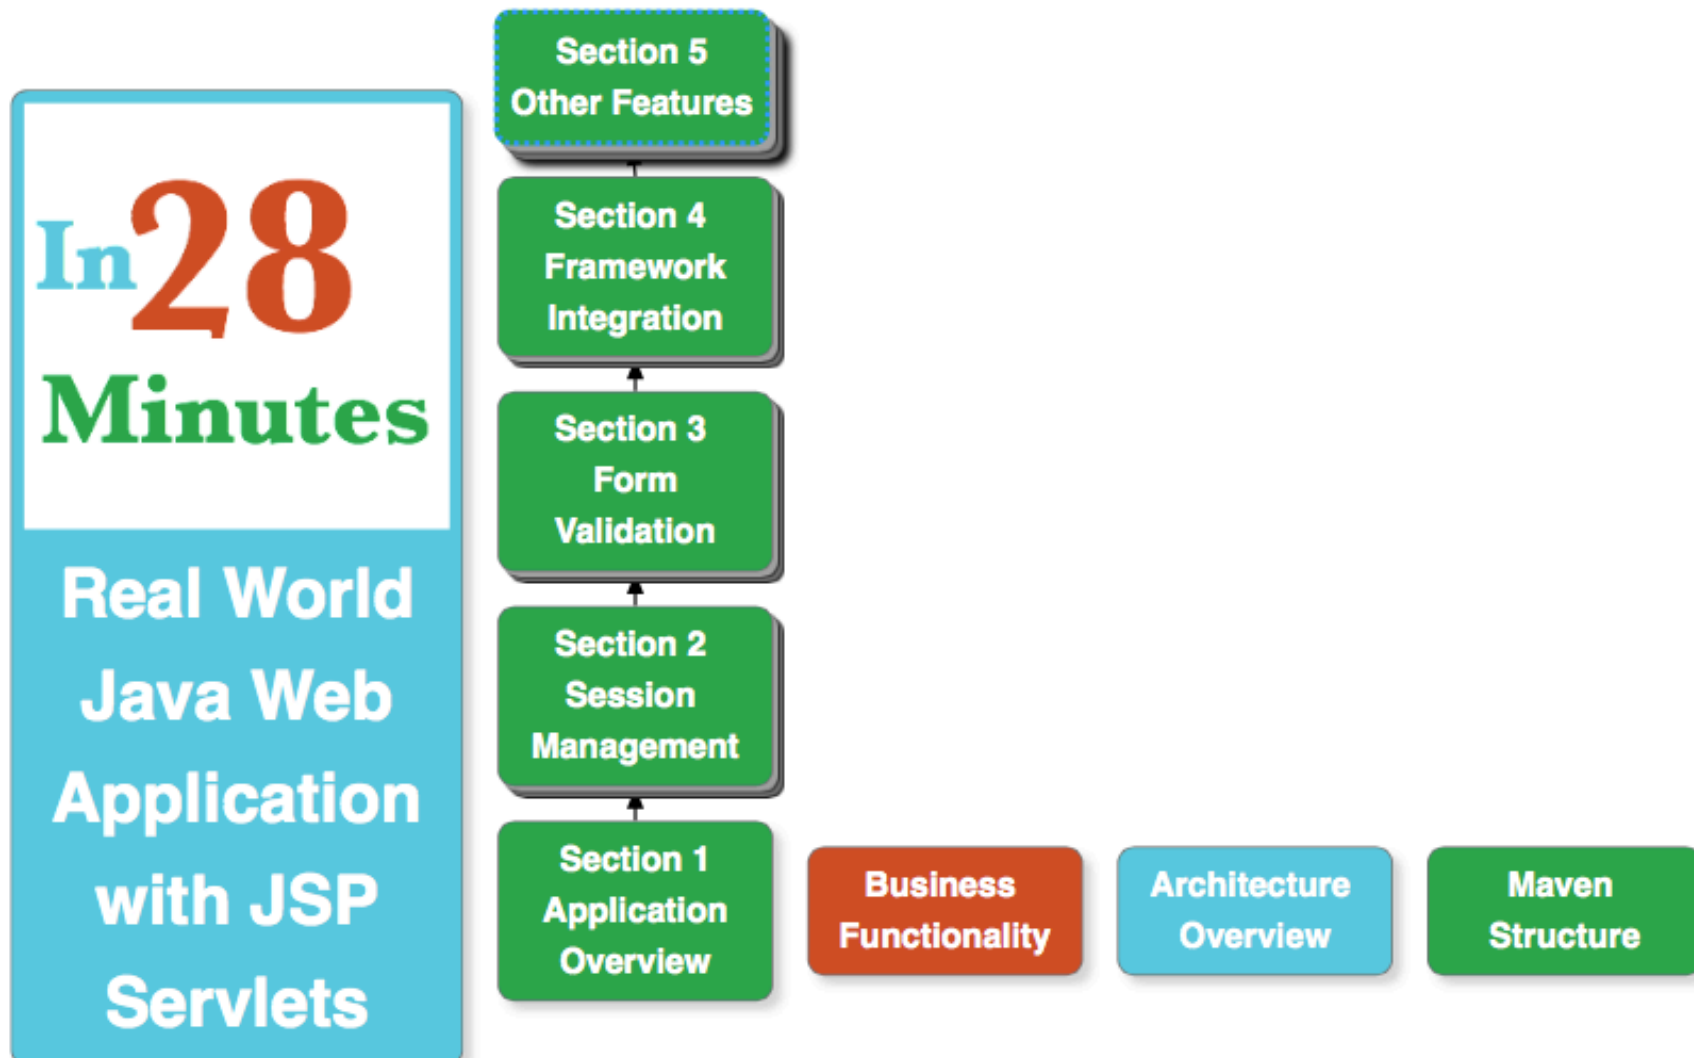 In28
Minutes
Real World
Java Web
Application
with JSP
Servlets
Section 5
Other Features
Section 4
Framework
Integration
Section 3
Form
Validation
Section 2
Session
Management
Section 1
Application
Overview
Business
Functionality
Architecture
Overview
Maven
Structure